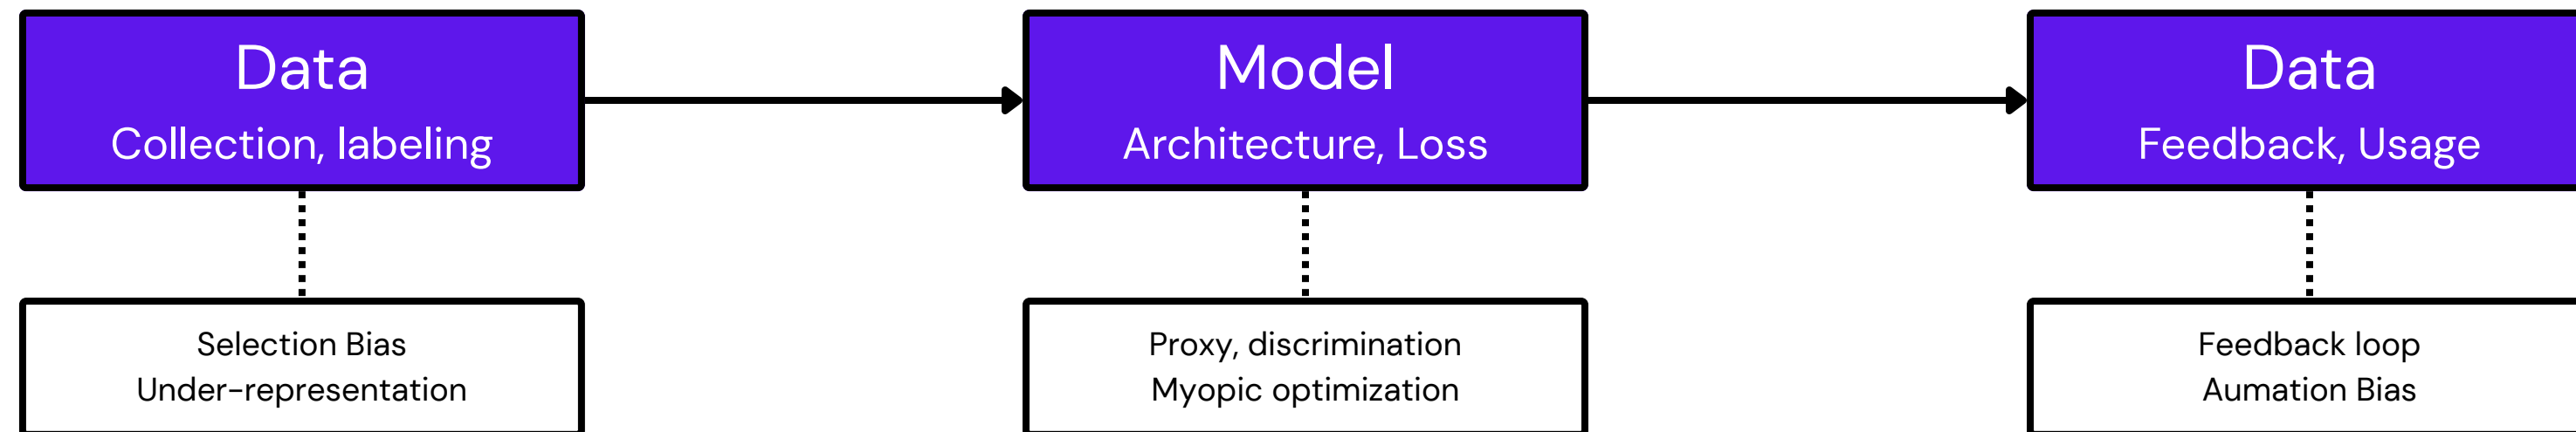 Data
Collection, labeling
Model
Architecture, Loss
Data
Feedback, Usage
Selection Bias
Under-representation
Proxy, discrimination
Myopic optimization
Feedback loop
Aumation Bias